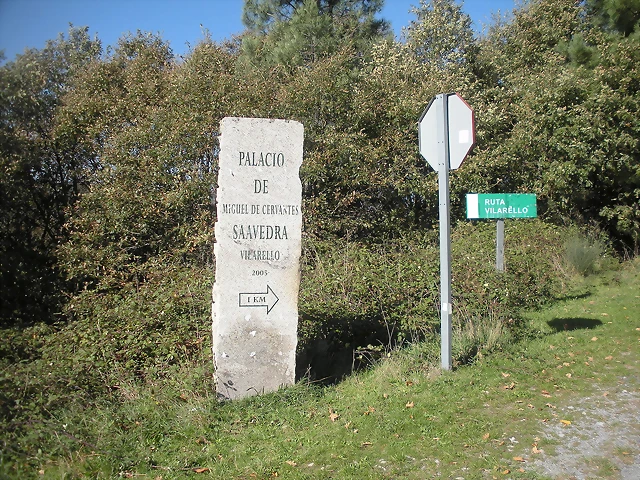 PALACIO
DE
MIGUEL DE CERVANTES
SAAVEDRA
VILARELLO
2005
1 KM
RUTA
VILARELLO